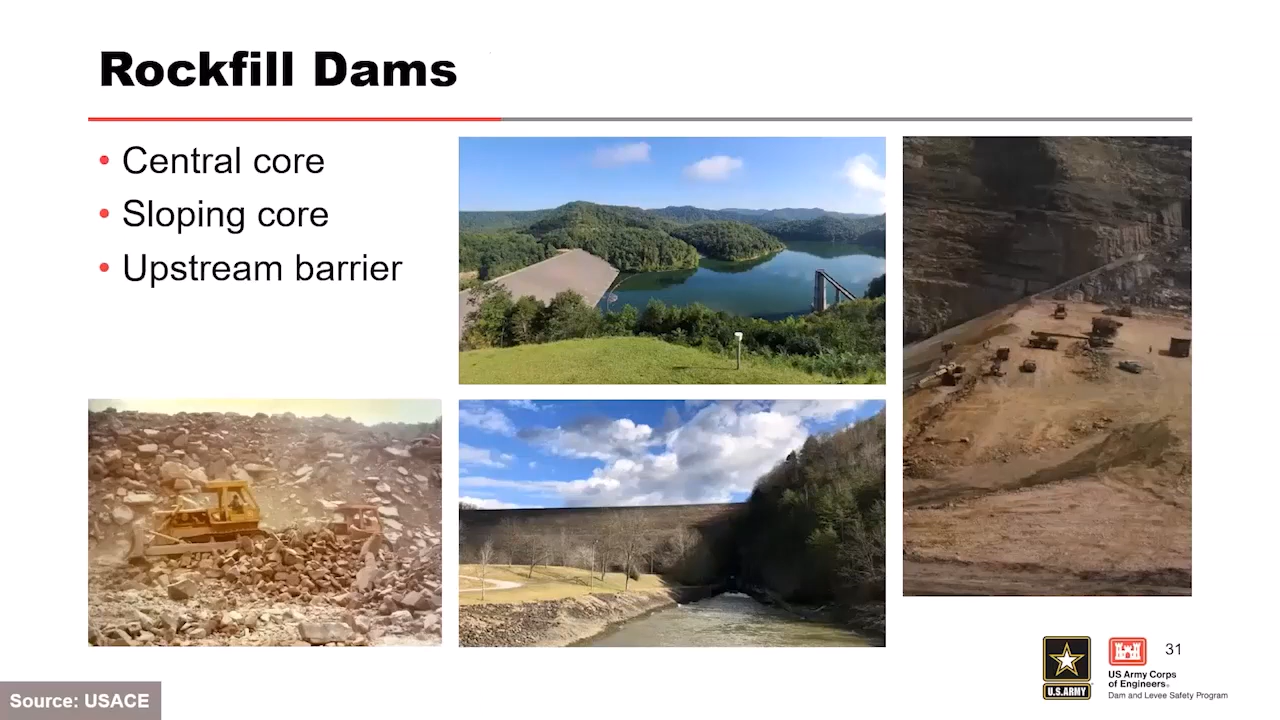 Rockfill Dams
• Central core
• Sloping core
• Upstream barrier
U.S.ARMY
US Army Corps
of Engineers®
Dam and Levee Safety Program
31
Source: USACE